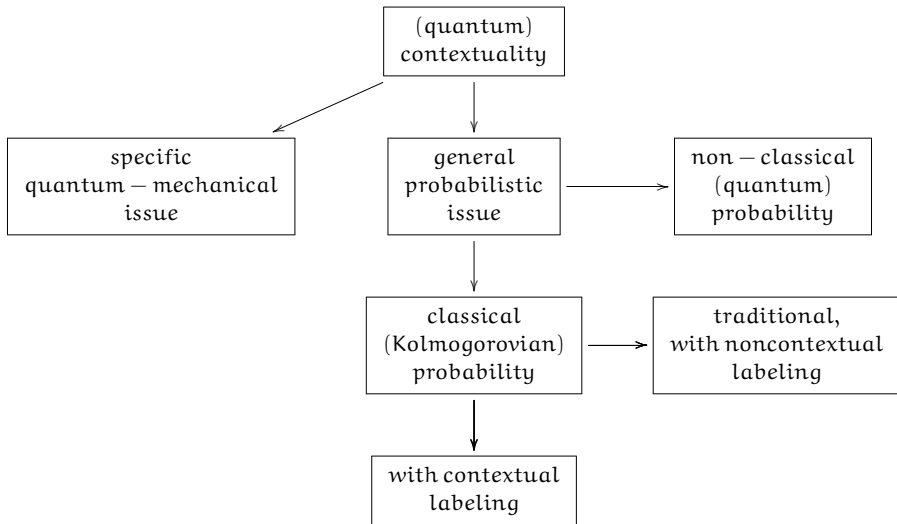 (quantum)
contextuality
specific
quantum – mechanical
issue
general
probabilistic
issue
non – classical
(quantum)
probability
classical
(Kolmogorovian)
probability
traditional,
with noncontextual
labeling
with contextual
labeling